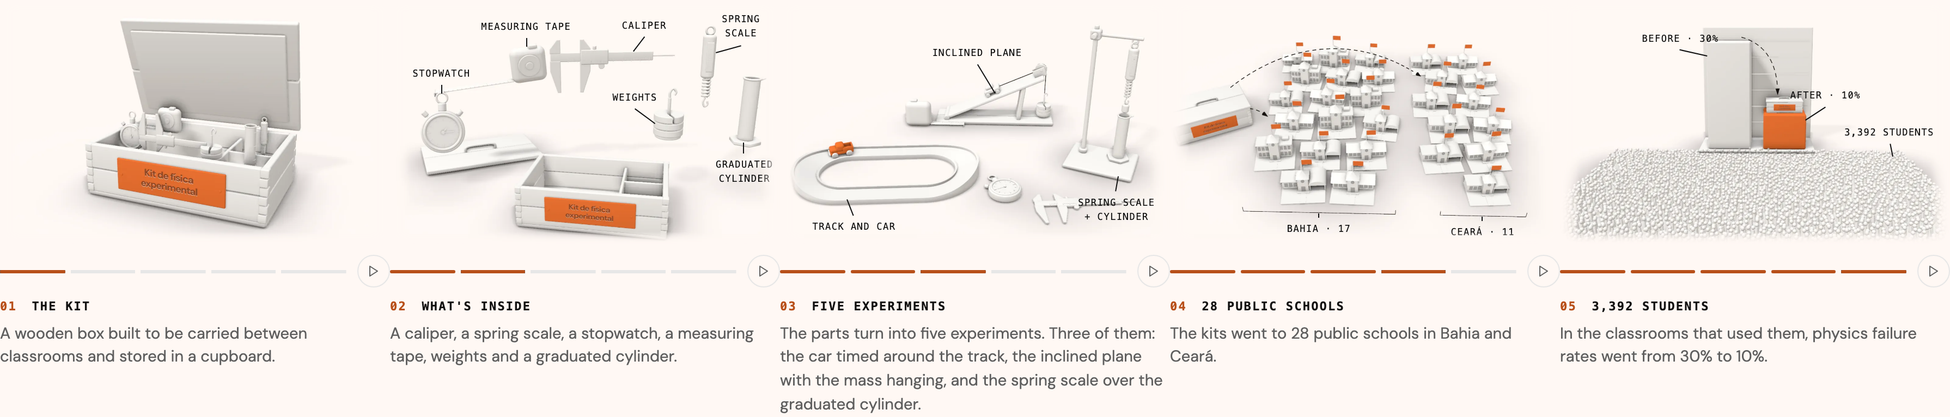 Kit de física
experimental
01 THE KIT
A wooden box built to be carried between
classrooms and stored in a cupboard.
MEASURING TAPE
CALIPER
SPRING
SCALE
STOPWATCH
WEIGHTS
GRADUATED
CYLINDER
Kit de física
experimental
02 WHAT'S INSIDE
A caliper, a spring scale, a stopwatch, a measuring
tape, weights and a graduated cylinder.
INCLINED PLANE
SPRING SCALE
+ CYLINDER
TRACK AND CAR
03 FIVE EXPERIMENTS
The parts turn into five experiments. Three of them:
the car timed around the track, the inclined plane
with the mass hanging, and the spring scale over the
graduated cylinder.
BAHIA · 17
CEARÁ · 11
04 28 PUBLIC SCHOOLS
The kits went to 28 public schools in Bahia and
Ceará.
BEFORE · 30%
AFTER · 10%
3,392 STUDENTS
05 3,392 STUDENTS
In the classrooms that used them, physics failure
rates went from 30% to 10%.